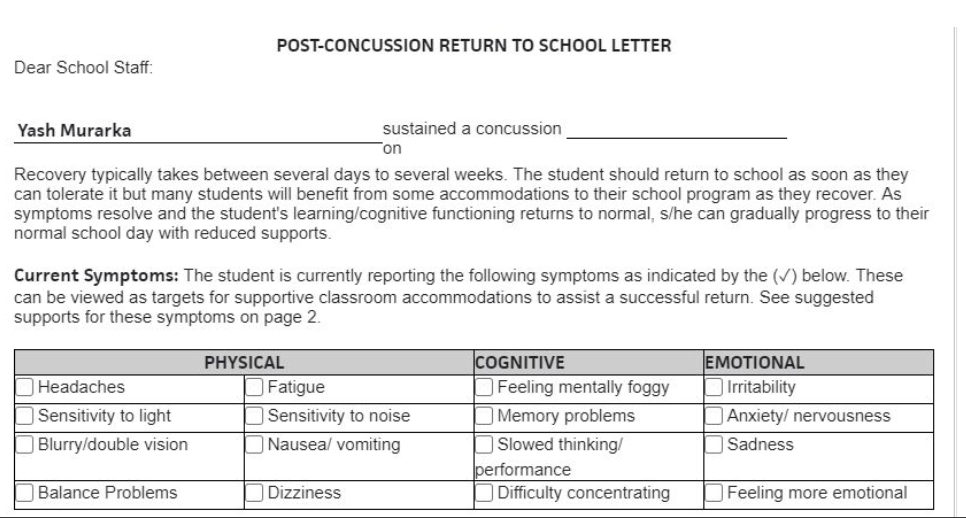 POST-CONCUSSION RETURN TO SCHOOL LETTER
Dear School Staff:
Yash Murarka sustained a concussion
on
Recovery typically takes between several days to several weeks. The student should return to school as soon as they
can tolerate it but many students will benefit from some accommodations to their school program as they recover. As
symptoms resolve and the student's learning/cognitive functioning returns to normal, s/he can gradually progress to their
normal school day with reduced supports.
Current Symptoms: The student is currently reporting the following symptoms as indicated by the (✓) below. These
can be viewed as targets for supportive classroom accommodations to assist a successful return. See suggested
supports for these symptoms on page 2.
PHYSICAL COGNITIVE EMOTIONAL
Headaches Fatigue Feeling mentally foggy Irritability
Sensitivity to light Sensitivity to noise Memory problems Anxiety/ nervousness
Blurry/double vision Nausea/ vomiting Slowed thinking/ Sadness
performance
Balance Problems Dizziness Difficulty concentrating Feeling more emotional